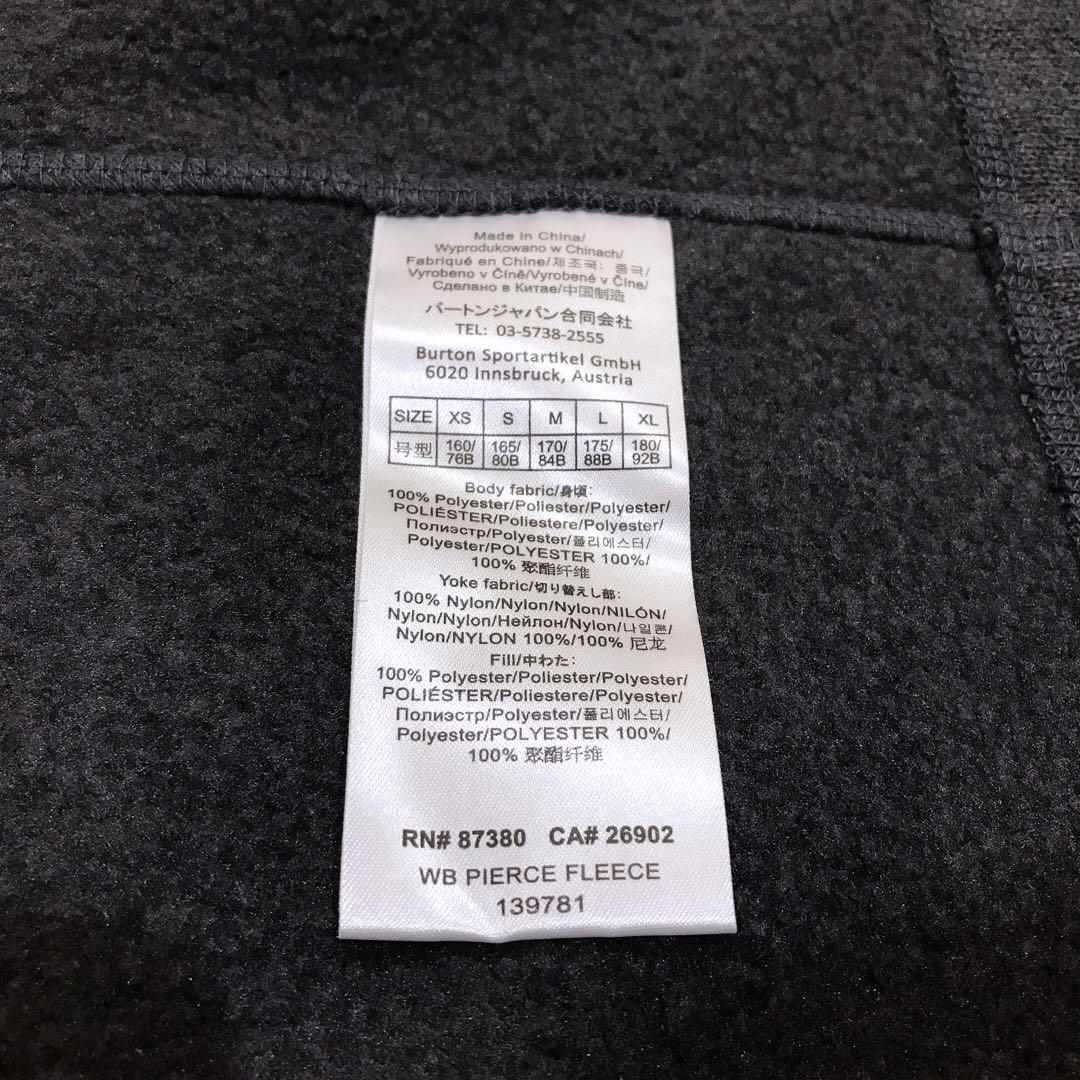 Made in China/
Wyprodukowano w Chinach/
Fabriqué en Chine/제조국: 중국/
Vyrobeno v Číně/Vyrobené v Číne/
Сделано в Китае/中国制造
バートンジャパン合同会社
TEL: 03-5738-2555
Burton Sportartikel GmbH
6020 Innsbruck, Austria
SIZE XS S M L XL
号型 160/76B 165/80B 170/84B 175/88B 180/92B
Body fabric/身頃:
100% Polyester/Poliester/Polyester/
POLIÉSTER/Poliestere/Polyester/
Полиэстр/Polyester/폴리에스터/
Polyester/POLYESTER 100%/
100% 聚酯纤维
Yoke fabric/切り替えし部:
100% Nylon/Nylon/Nylon/NILÓN/
Nylon/Nylon/Нейлон/Nylon/나일론/
Nylon/NYLON 100%/100% 尼龙
Fill/中わた:
100% Polyester/Poliester/Polyester/
POLIÉSTER/Poliestere/Polyester/
Полиэстр/Polyester/폴리에스터/
Polyester/POLYESTER 100%/
100% 聚酯纤维
RN# 87380 CA# 26902
WB PIERCE FLEECE
139781